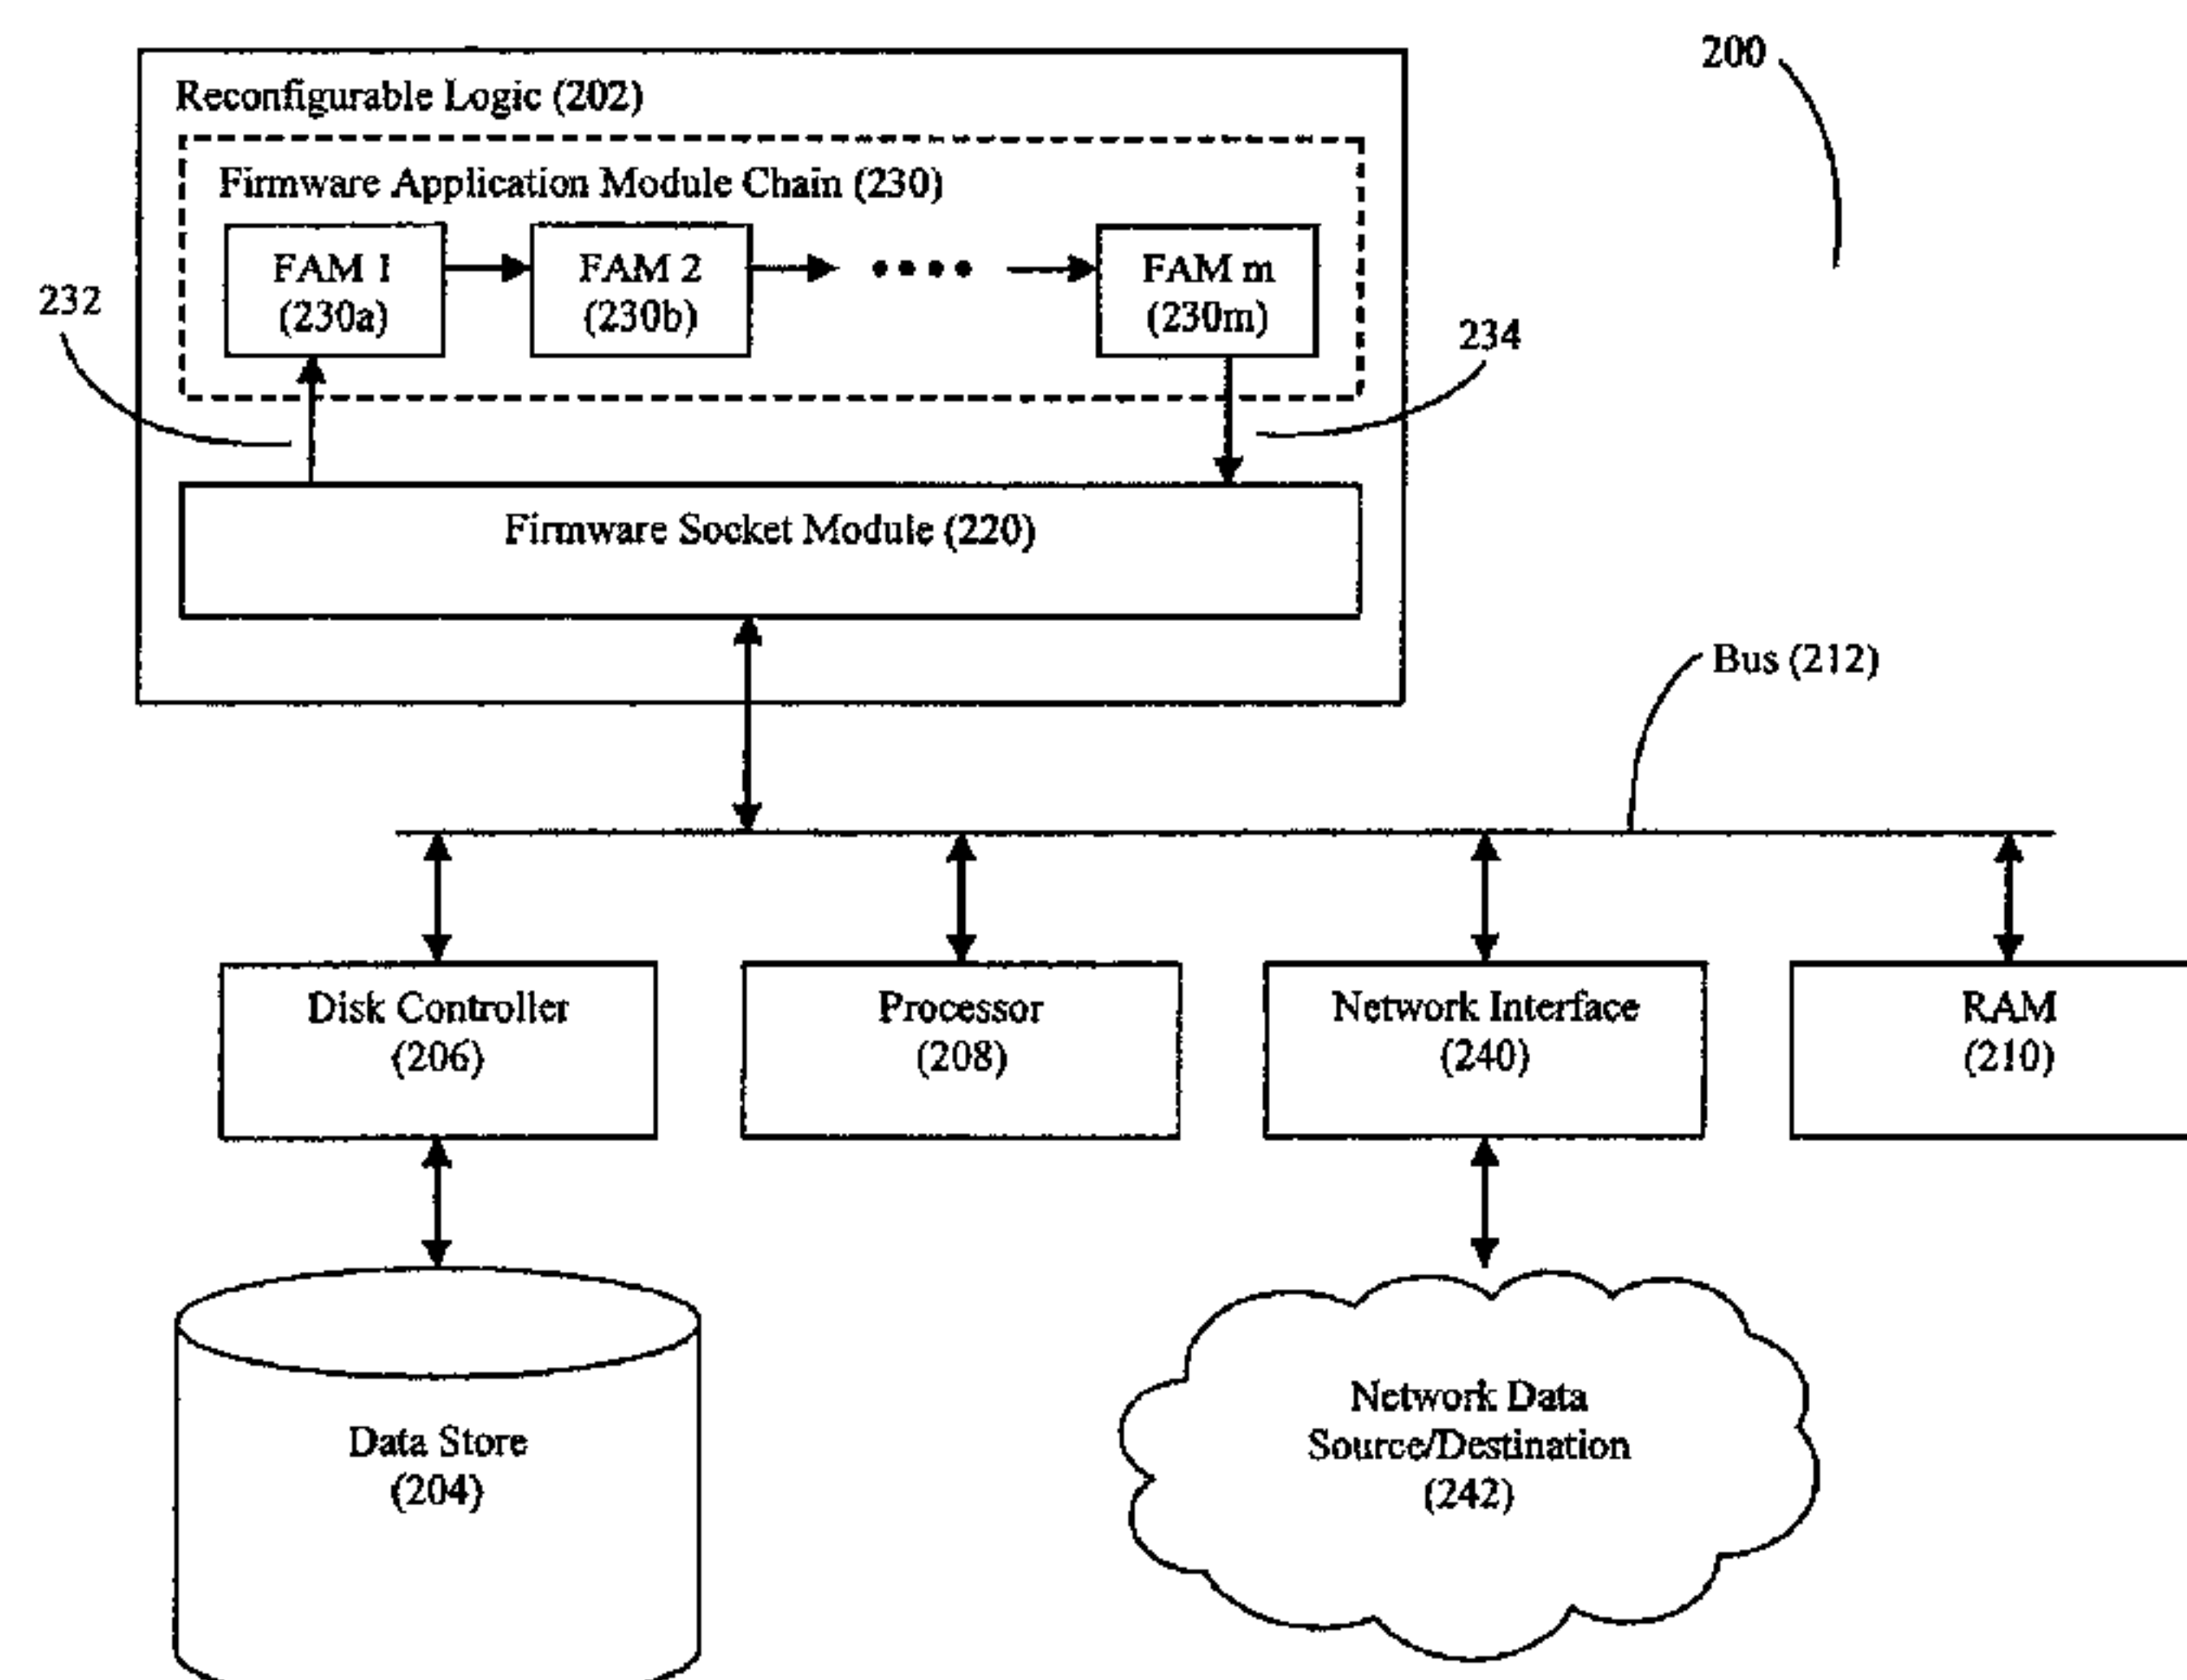 200
Reconfigurable Logic (202)
Firmware Application Module Chain (230)
FAM 1
(230a)
FAM 2
(230b)
FAM m
(230m)
232
234
Firmware Socket Module (220)
Bus (212)
Disk Controller
(206)
Processor
(208)
Network Interface
(240)
RAM
(210)
Data Store
(204)
Network Data
Source/Destination
(242)